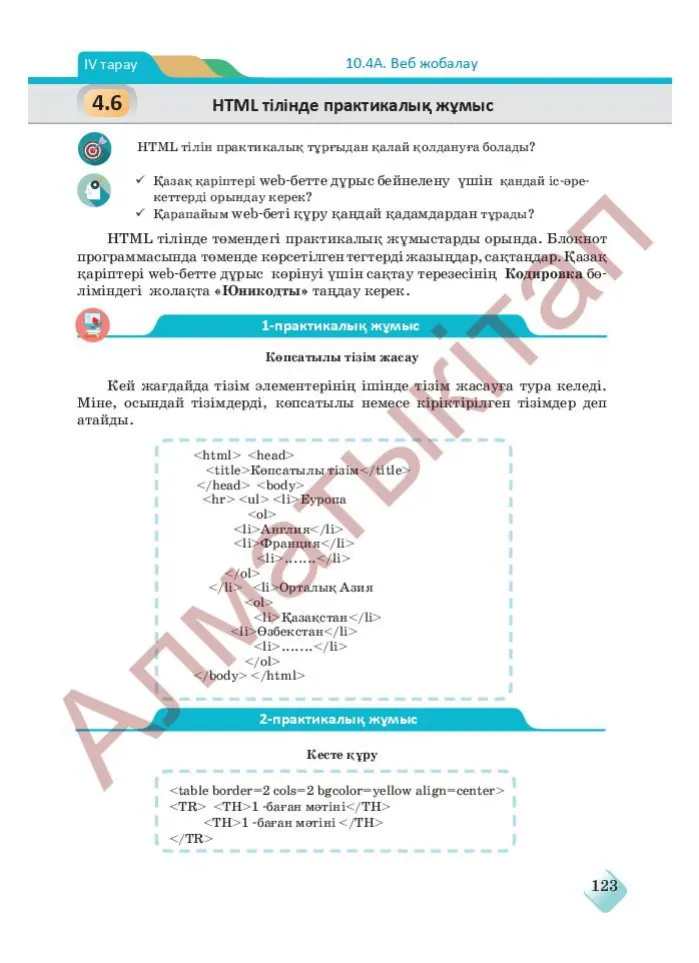 IV тарау
10.4А. Веб жобалау
4.6
HTML тілінде практикалық жұмыс
HTML тілін практикалық тұрғыдан қалай қолдануға болады?
✓ Қазақ қаріптері web-бетте дұрыс бейнелену үшін қандай іс-әре-
кеттерді орындау керек?
✓ Қарапайым web-беті құру қандай қадамдардан тұрады?
HTML тілінде төмендегі практикалық жұмыстарды орында. Блокнот
программасында төменде көрсетілген тегтерді жазыңдар, сақтаңдар. Қазақ
қаріптері web-бетте дұрыс көрінуі үшін сақтау терезесінің Кодировка бө-
ліміндегі жолақта «Юникодты» таңдау керек.
1-практикалық жұмыс
Көпсатылы тізім жасау
Кей жағдайда тізім элементерінің ішінде тізім жасауға тура келеді.
Міне, осындай тізімдерді, көпсатылы немесе кіріктірілген тізімдер деп
атайды.
<html> <head>
<title>Көпсатылы тізім</title>
</head> <body>
<hr> <ul> <li>Еуропа
<ol>
<li>Англия</li>
<li>Франция</li>
<li>.......</li>
</ol>
</li> <li>Орталық Азия
<ol>
<li>Қазақстан</li>
<li>Өзбекстан</li>
<li>.......</li>
</ol>
</body> </html>
2-практикалық жұмыс
Кесте құру
<table border=2 cols=2 bgcolor=yellow align=center>
<TR> <TH>1 -баған мәтіні</TH>
<TH>1 -баған мәтіні </TH>
</TR>
123
Алматыкітап